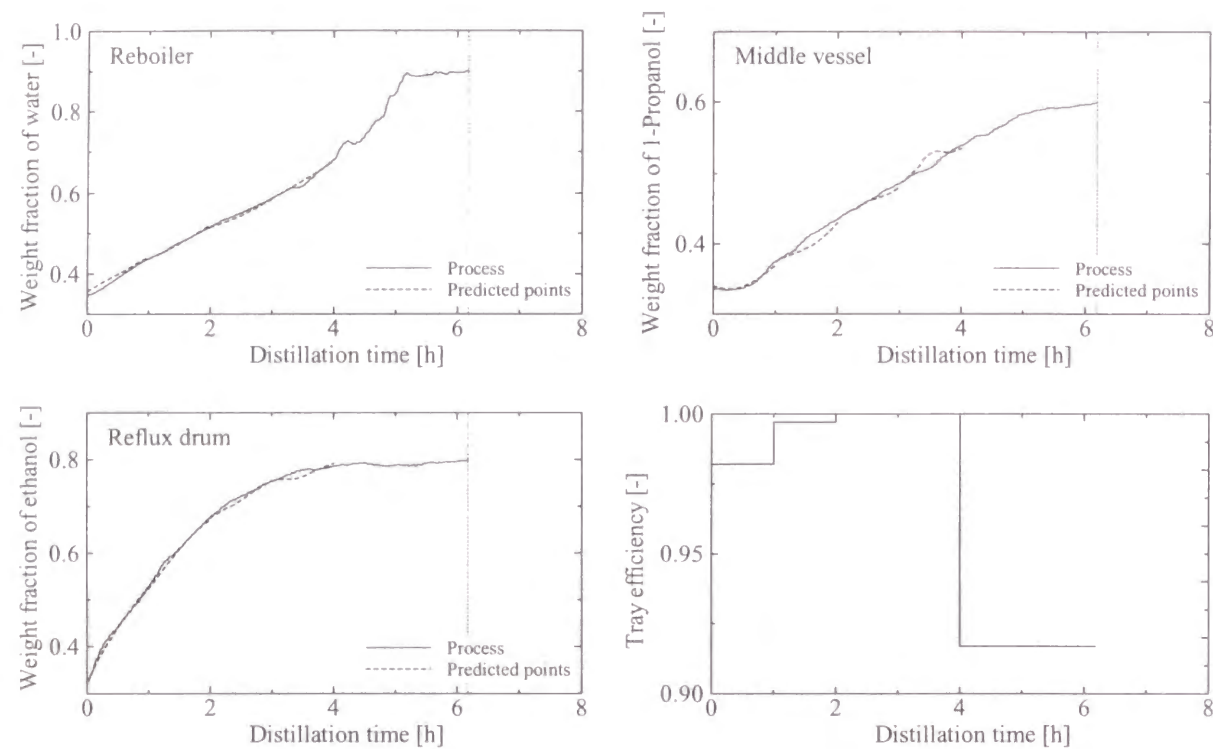 Weight fraction of water [-]
1.0
0.8
0.6
0.4
Reboiler
Process
Predicted points
0 2 4 6 8
Distillation time [h]
Weight fraction of 1-Propanol [-]
0.6
0.4
Middle vessel
Process
Predicted points
0 2 4 6 8
Distillation time [h]
Weight fraction of ethanol [-]
0.8
0.6
0.4
Reflux drum
Process
Predicted points
0 2 4 6 8
Distillation time [h]
Tray efficiency [-]
1.00
0.95
0.90
0 2 4 6 8
Distillation time [h]